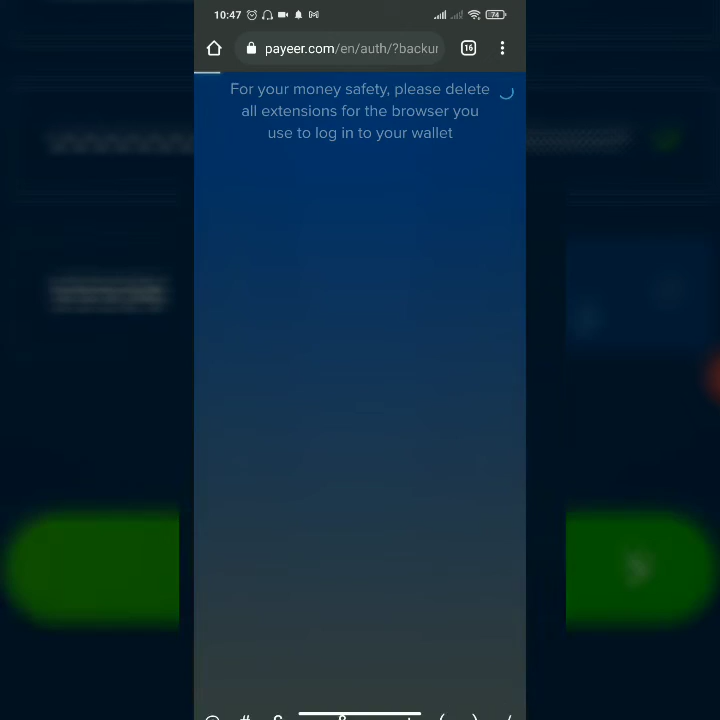 10:47 74
payeer.com/en/auth/?backur 16
For your money safety, please delete
all extensions for the browser you
use to log in to your wallet